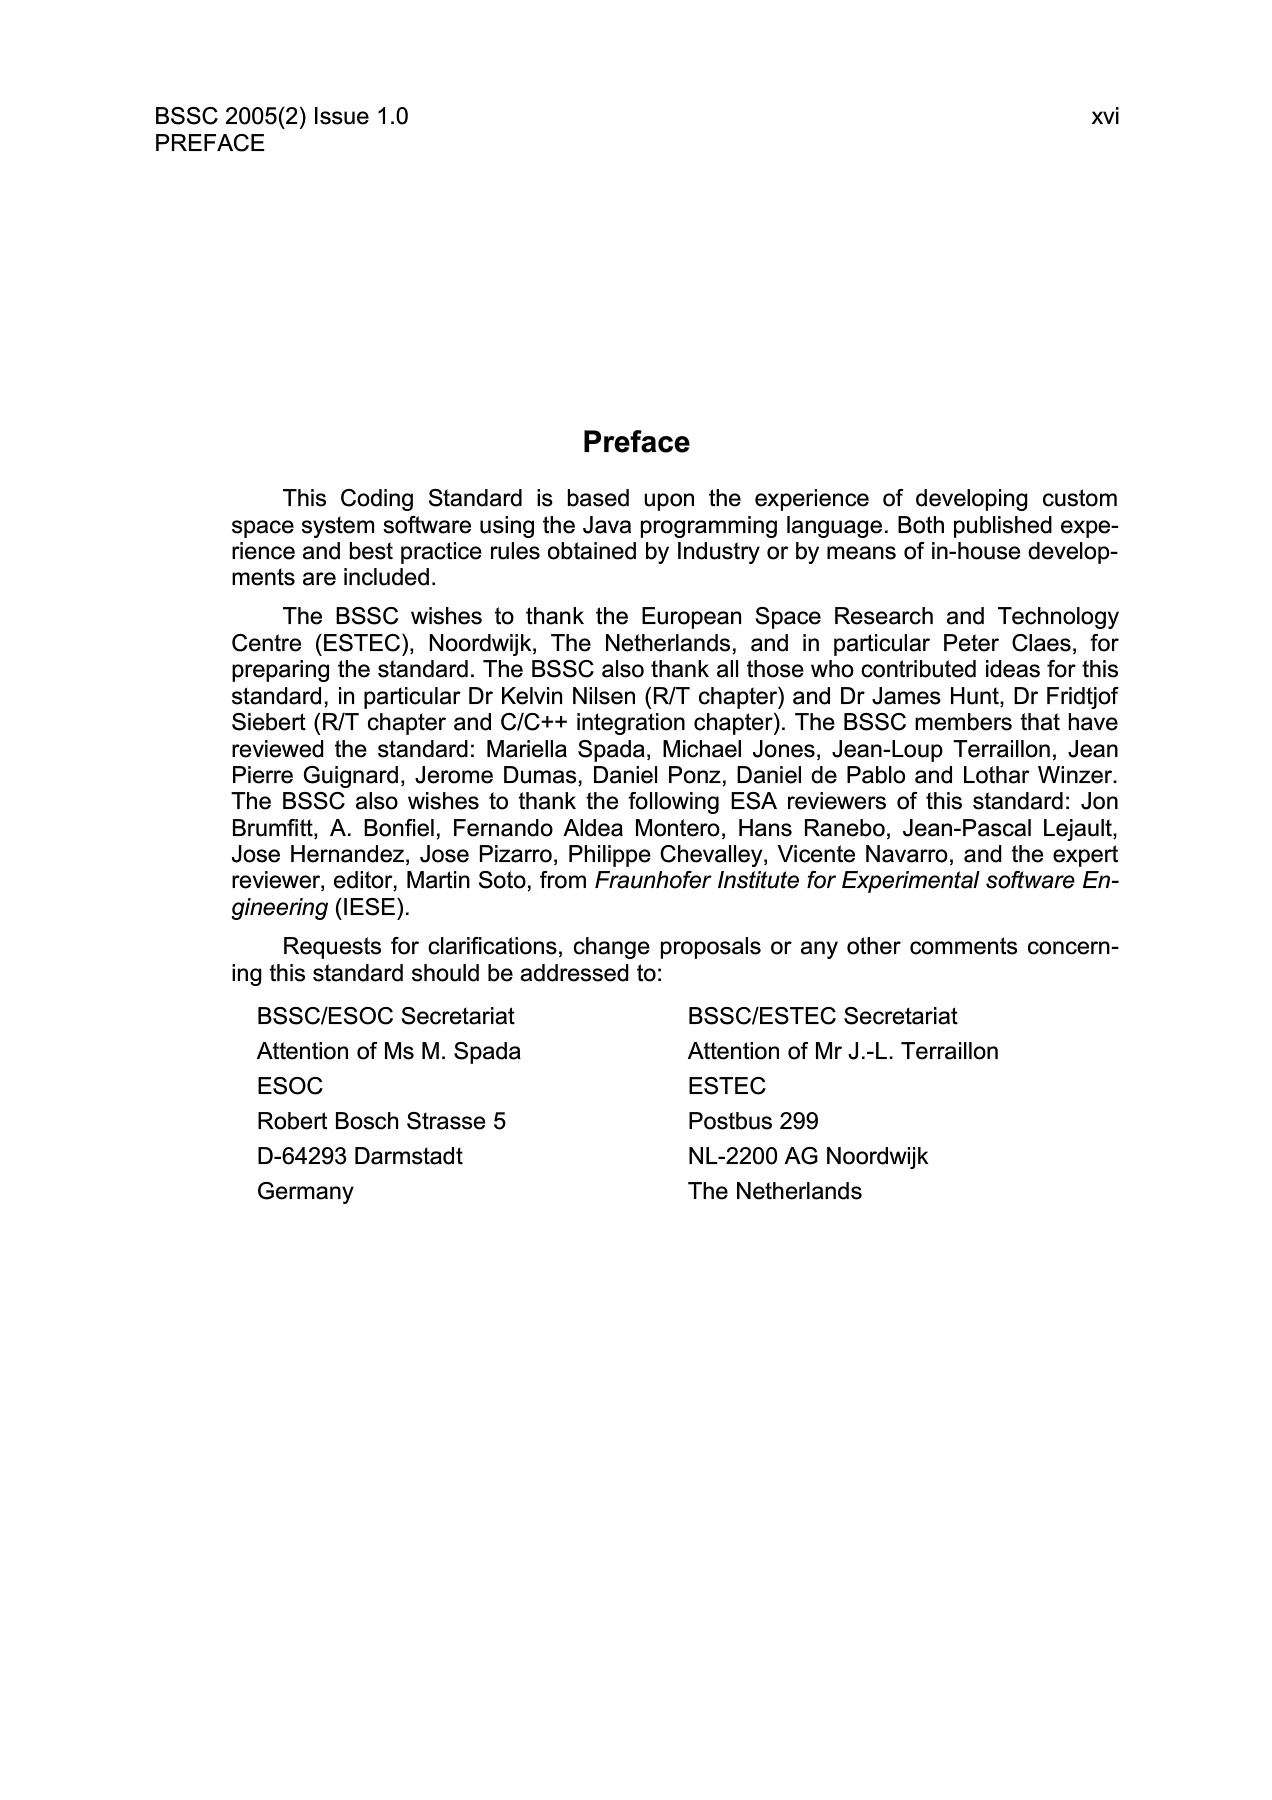 BSSC 2005(2) Issue 1.0 xvi
PREFACE
Preface
This Coding Standard is based upon the experience of developing custom
space system software using the Java programming language. Both published expe-
rience and best practice rules obtained by Industry or by means of in-house develop-
ments are included.
The BSSC wishes to thank the European Space Research and Technology
Centre (ESTEC), Noordwijk, The Netherlands, and in particular Peter Claes, for
preparing the standard. The BSSC also thank all those who contributed ideas for this
standard, in particular Dr Kelvin Nilsen (R/T chapter) and Dr James Hunt, Dr Fridtjof
Siebert (R/T chapter and C/C++ integration chapter). The BSSC members that have
reviewed the standard: Mariella Spada, Michael Jones, Jean-Loup Terraillon, Jean
Pierre Guignard, Jerome Dumas, Daniel Ponz, Daniel de Pablo and Lothar Winzer.
The BSSC also wishes to thank the following ESA reviewers of this standard: Jon
Brumfitt, A. Bonfiel, Fernando Aldea Montero, Hans Ranebo, Jean-Pascal Lejault,
Jose Hernandez, Jose Pizarro, Philippe Chevalley, Vicente Navarro, and the expert
reviewer, editor, Martin Soto, from Fraunhofer Institute for Experimental software En-
gineering (IESE).
Requests for clarifications, change proposals or any other comments concern-
ing this standard should be addressed to:
BSSC/ESOC Secretariat BSSC/ESTEC Secretariat
Attention of Ms M. Spada Attention of Mr J.-L. Terraillon
ESOC ESTEC
Robert Bosch Strasse 5 Postbus 299
D-64293 Darmstadt NL-2200 AG Noordwijk
Germany The Netherlands